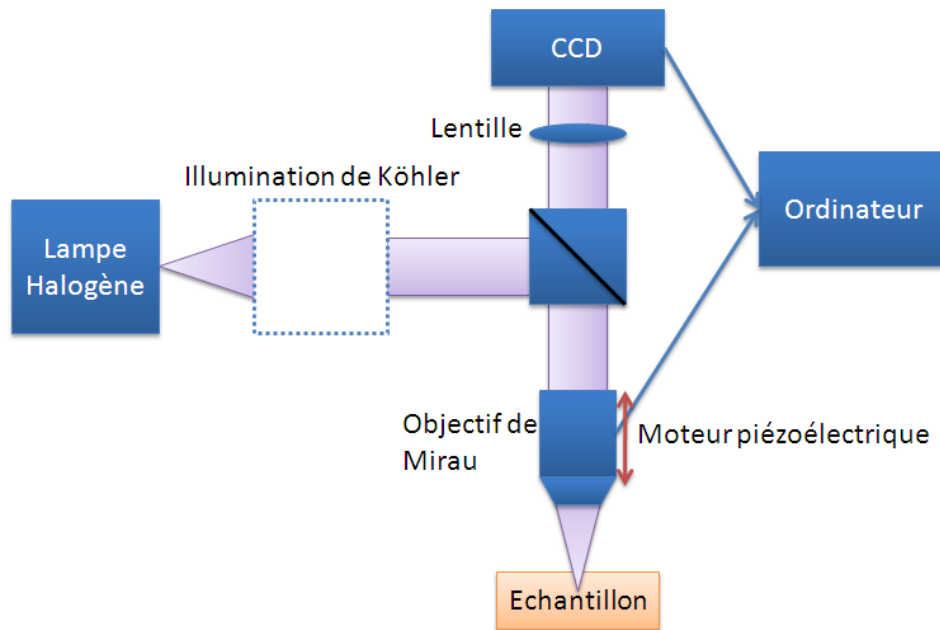 CCD
Lentille
Illumination de Köhler
Ordinateur
Lampe
Halogène
Objectif de
Mirau
Moteur piézoélectrique
Echantillon